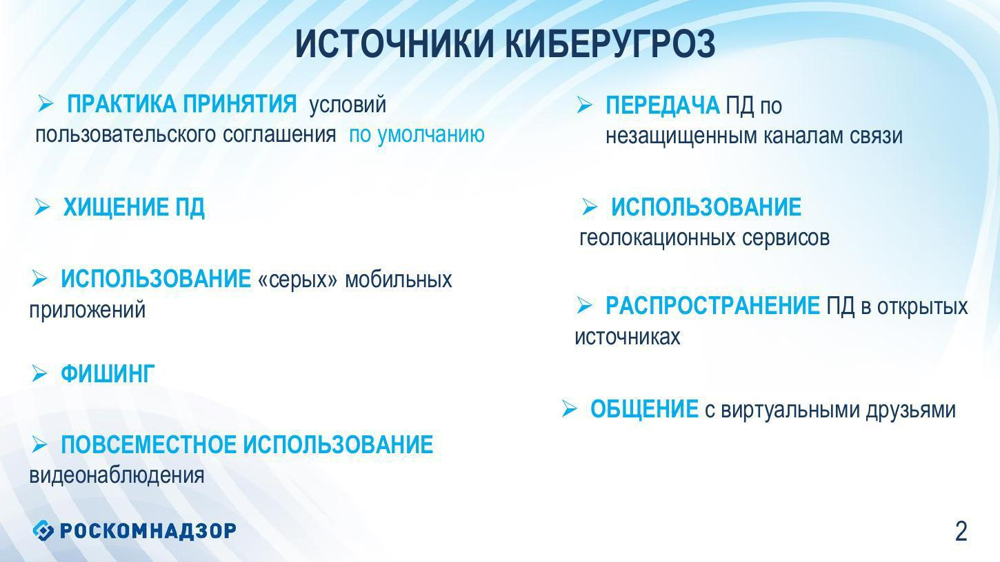 ИСТОЧНИКИ КИБЕРУГРОЗ
ПРАКТИКА ПРИНЯТИЯ условий
пользовательского соглашения по умолчанию
ХИЩЕНИЕ ПД
ИСПОЛЬЗОВАНИЕ «серых» мобильных
приложений
ФИШИНГ
ПОВСЕМЕСТНОЕ ИСПОЛЬЗОВАНИЕ
видеонаблюдения
ПЕРЕДАЧА ПД по
незащищенным каналам связи
ИСПОЛЬЗОВАНИЕ
геолокационных сервисов
РАСПРОСТРАНЕНИЕ ПД в открытых
источниках
ОБЩЕНИЕ с виртуальными друзьями
РОСКОМНАДЗОР
2